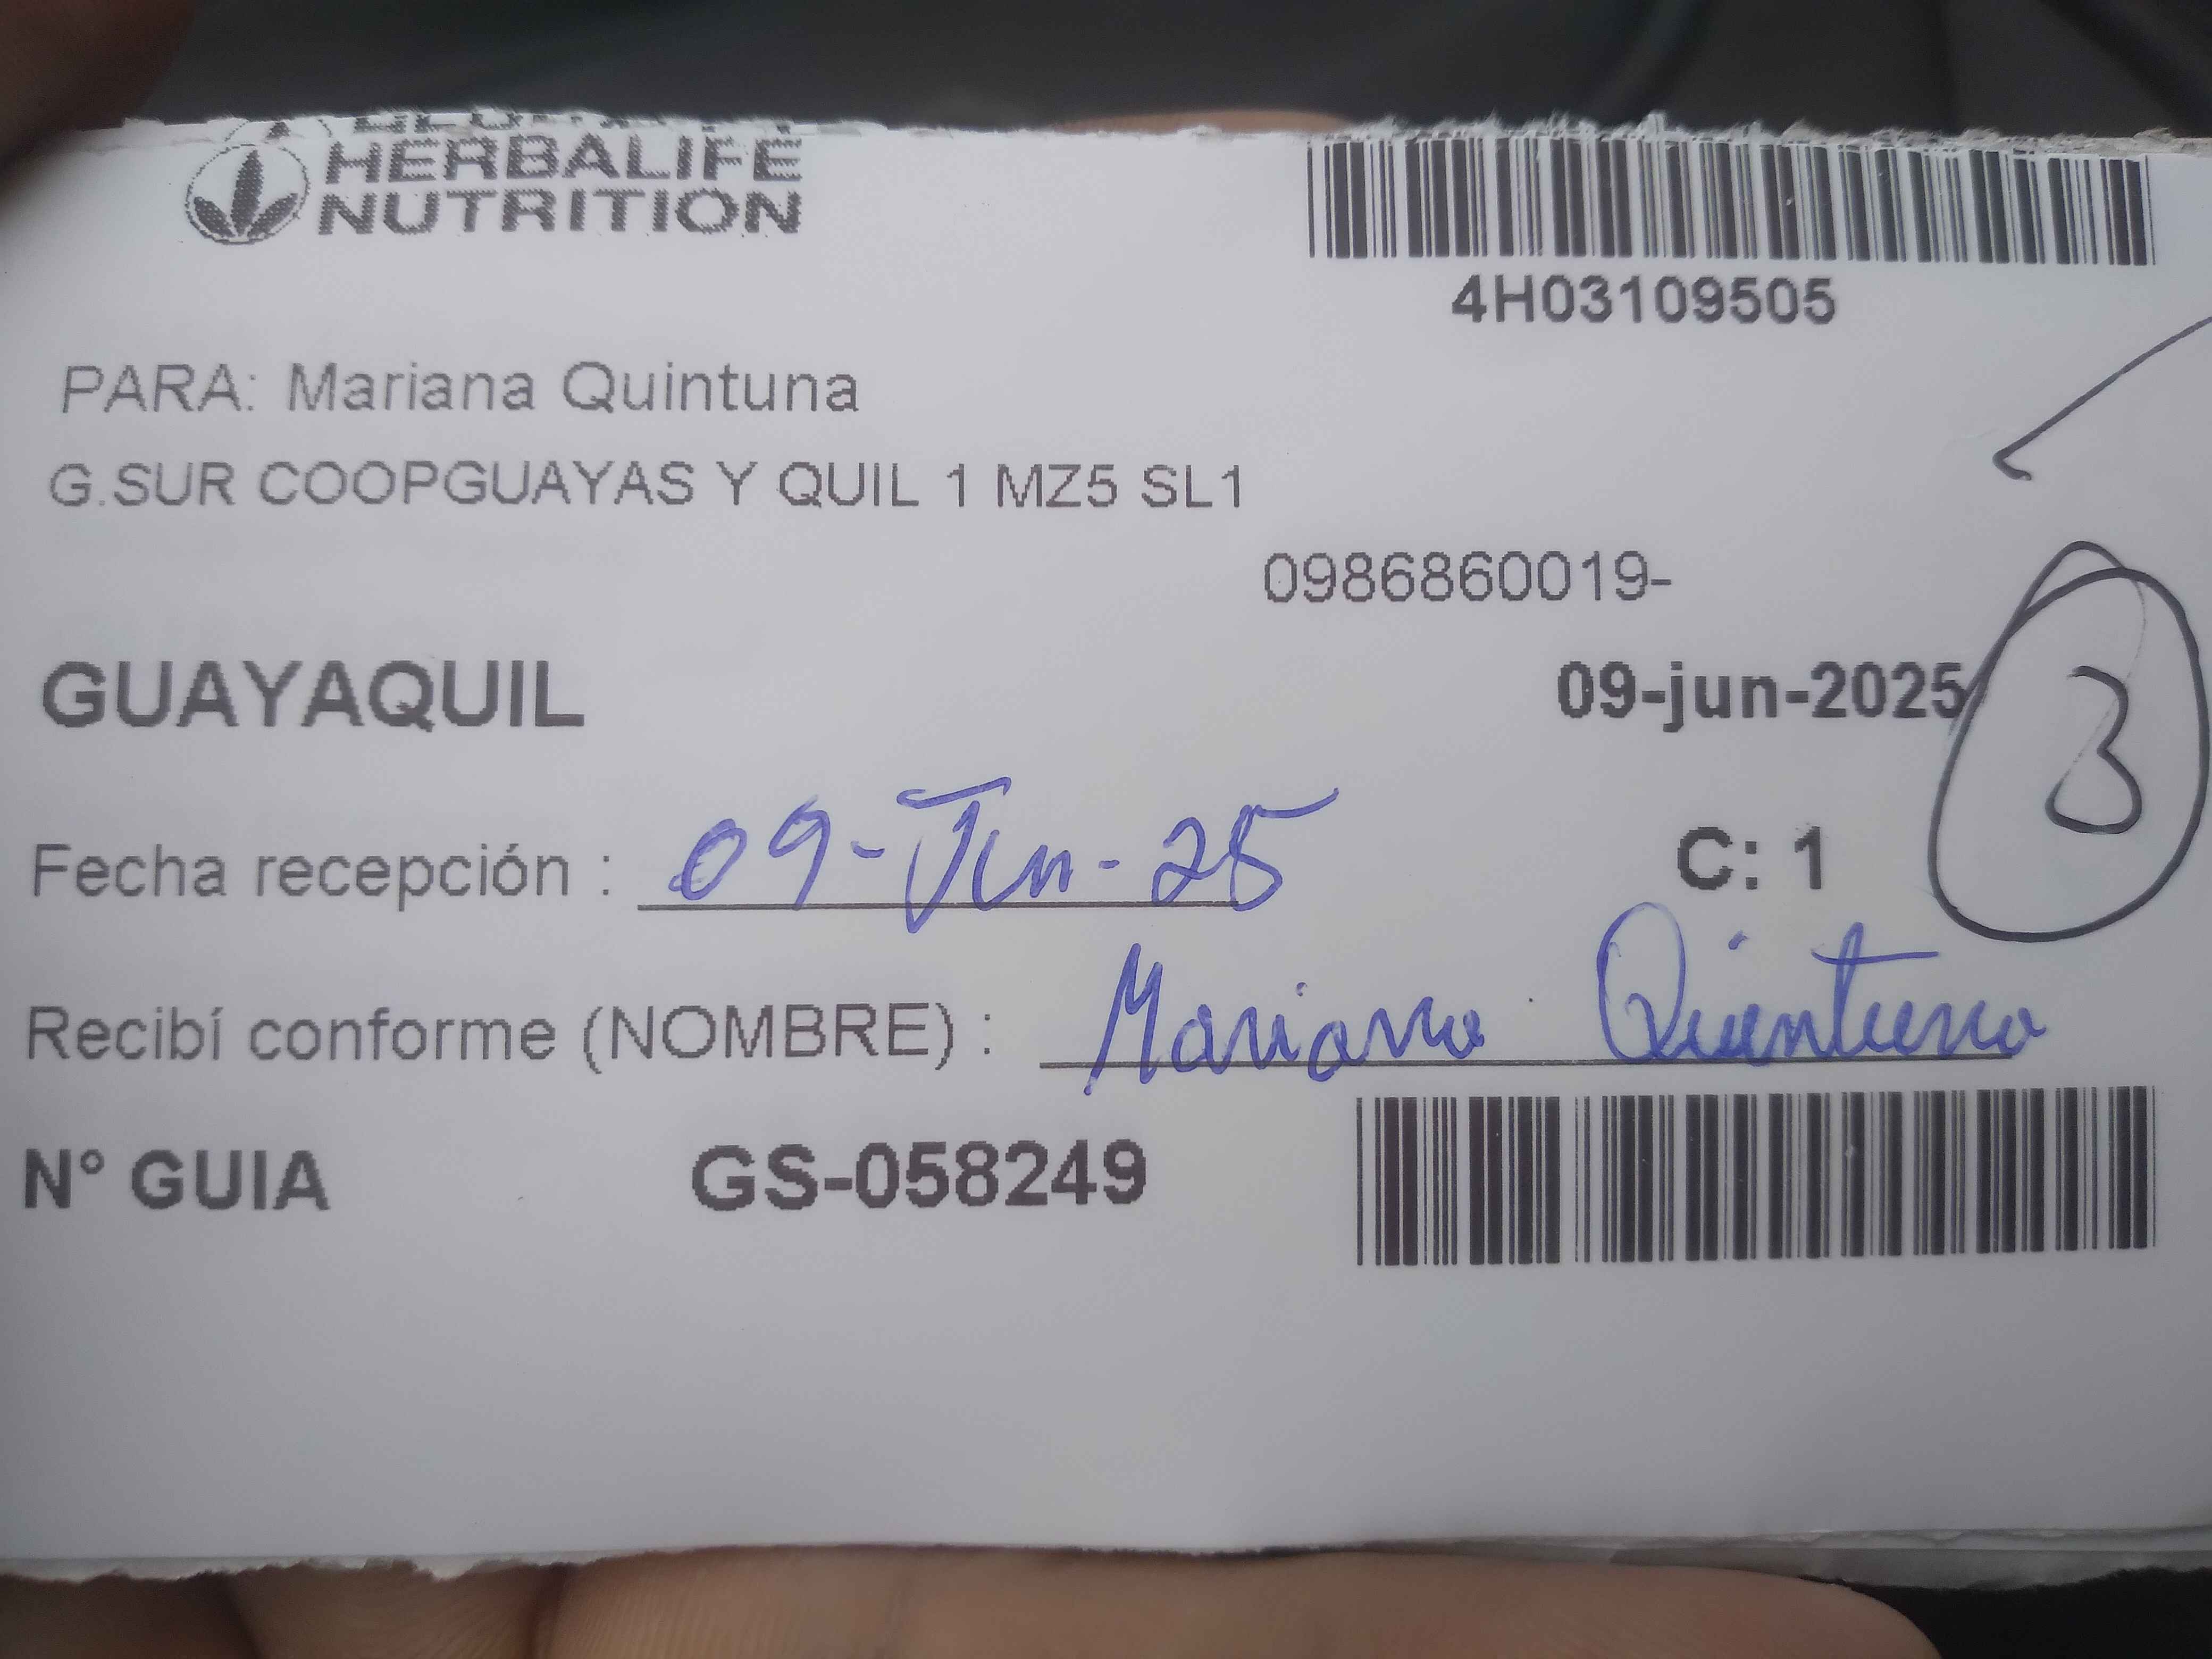 HERBALIFE
NUTRITION
4H03109505
PARA: Mariana Quintuna
G.SUR COOPGUAYAS Y QUIL 1 MZ5 SL1
0986860019-
GUAYAQUIL
09-jun-2025
3
Fecha recepción : 09-Jun-25
C: 1
Recibí conforme (NOMBRE) : Mariana Quintuna
N° GUIA GS-058249